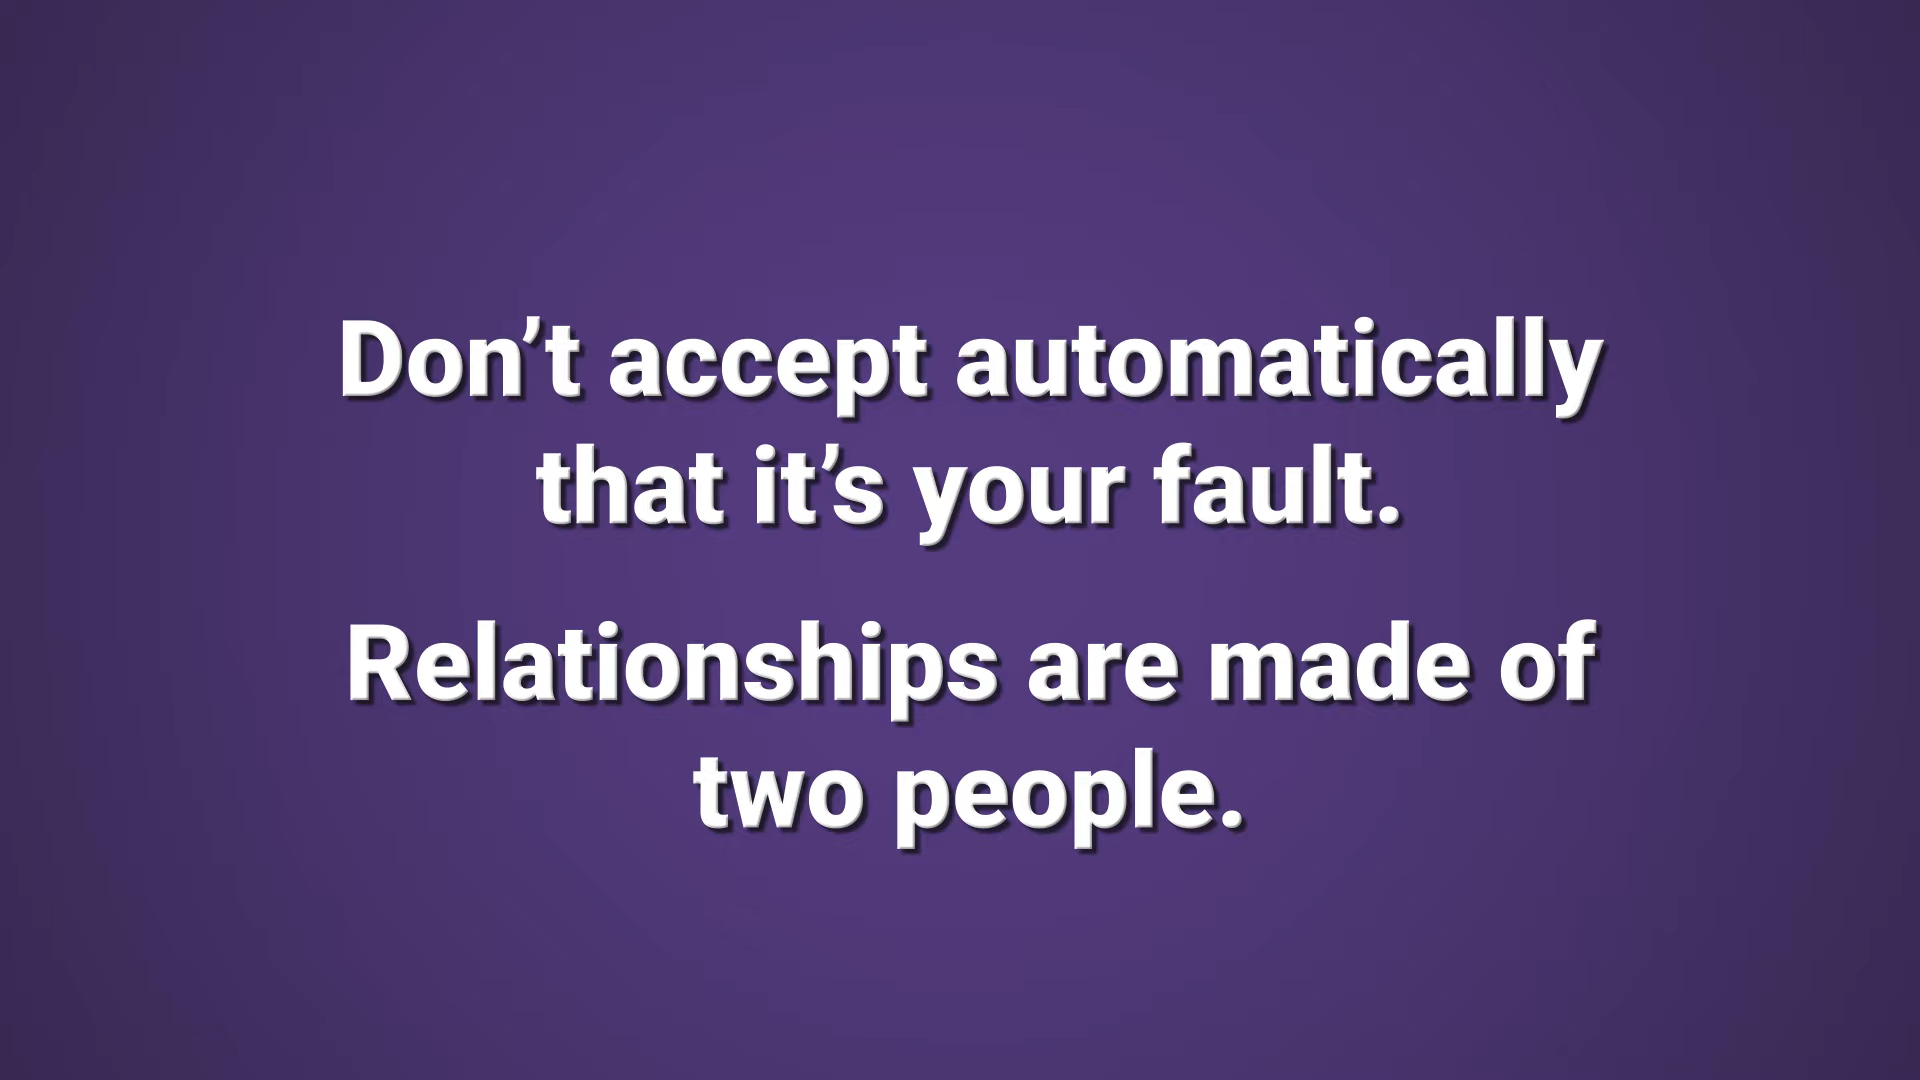 Don’t accept automatically
that it’s your fault.
Relationships are made of
two people.